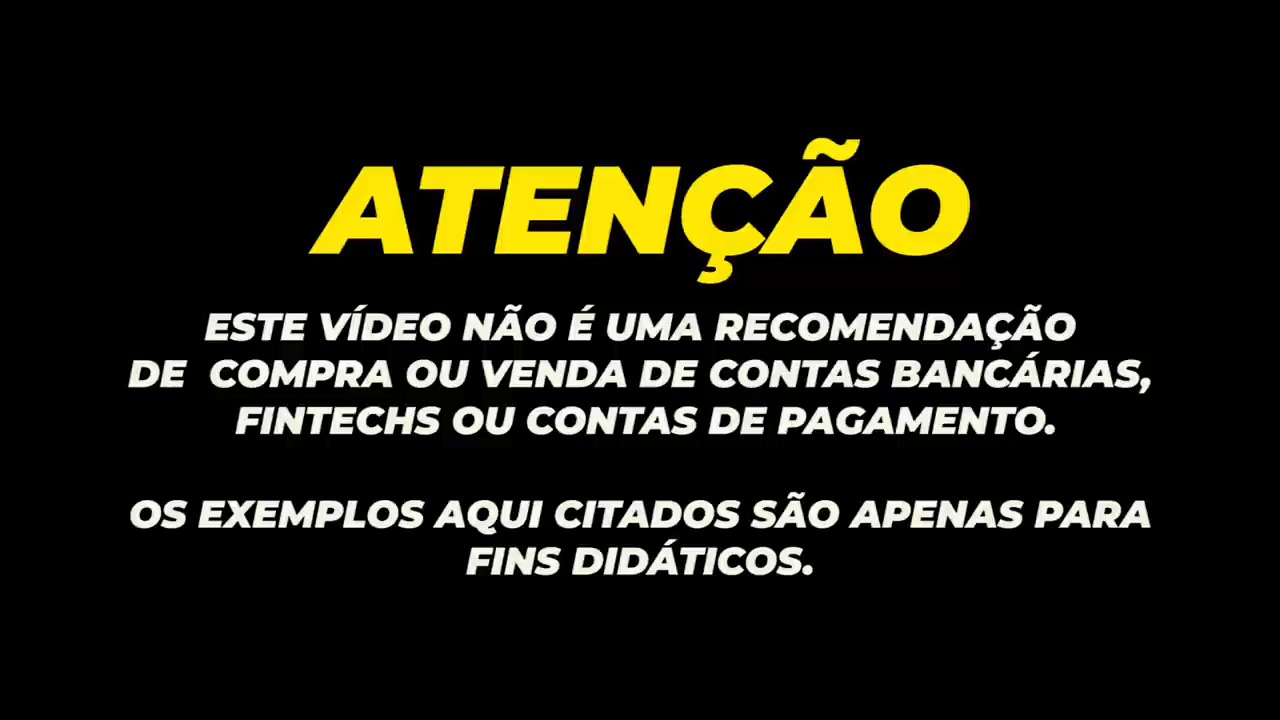 ATENÇÃO
ESTE VÍDEO NÃO É UMA RECOMENDAÇÃO
DE COMPRA OU VENDA DE CONTAS BANCÁRIAS,
FINTECHS OU CONTAS DE PAGAMENTO.
OS EXEMPLOS AQUI CITADOS SÃO APENAS PARA
FINS DIDÁTICOS.